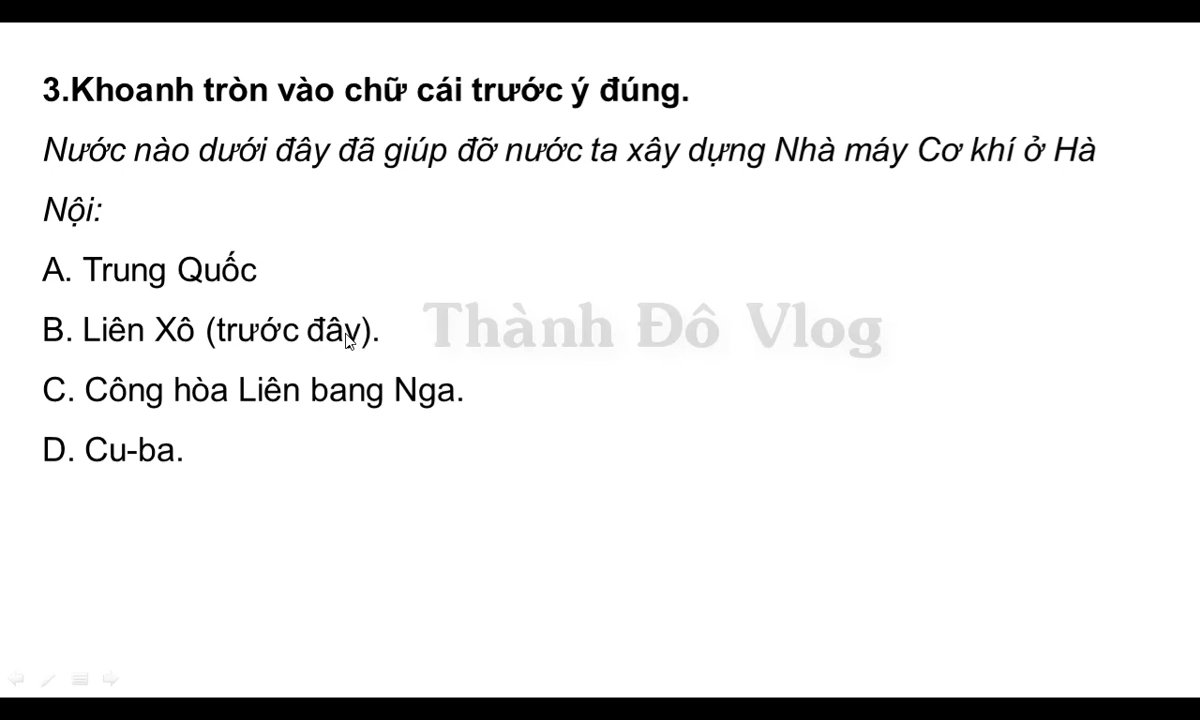 3.Khoanh tròn vào chữ cái trước ý đúng.
Nước nào dưới đây đã giúp đỡ nước ta xây dựng Nhà máy Cơ khí ở Hà
Nội:
A. Trung Quốc
B. Liên Xô (trước đây).
Thành Đô Vlog
C. Công hòa Liên bang Nga.
D. Cu-ba.